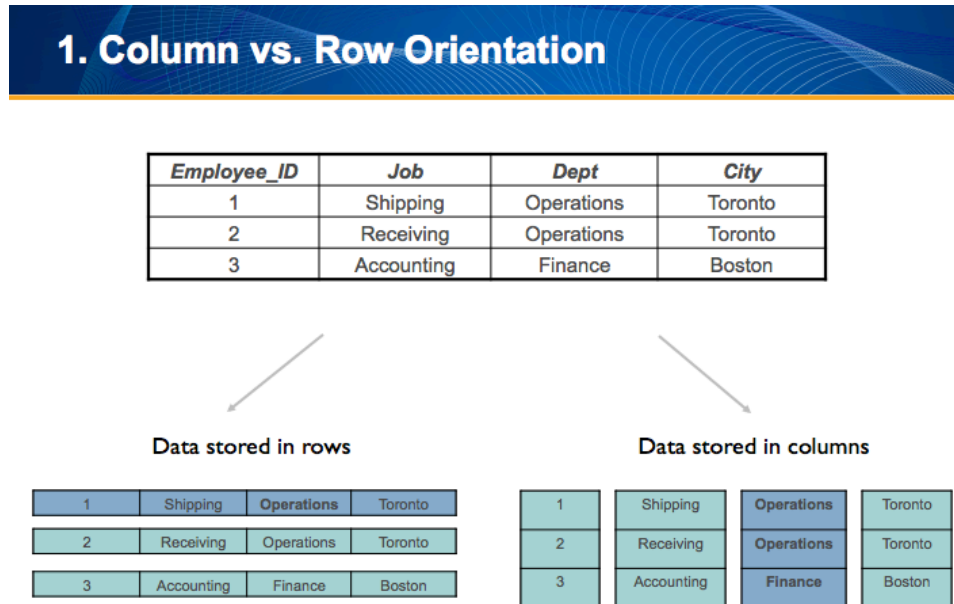 1. Column vs. Row Orientation
Employee_ID Job Dept City
1 Shipping Operations Toronto
2 Receiving Operations Toronto
3 Accounting Finance Boston
Data stored in rows
1 Shipping Operations Toronto
2 Receiving Operations Toronto
3 Accounting Finance Boston
Data stored in columns
1 Shipping Operations Toronto
2 Receiving Operations Toronto
3 Accounting Finance Boston